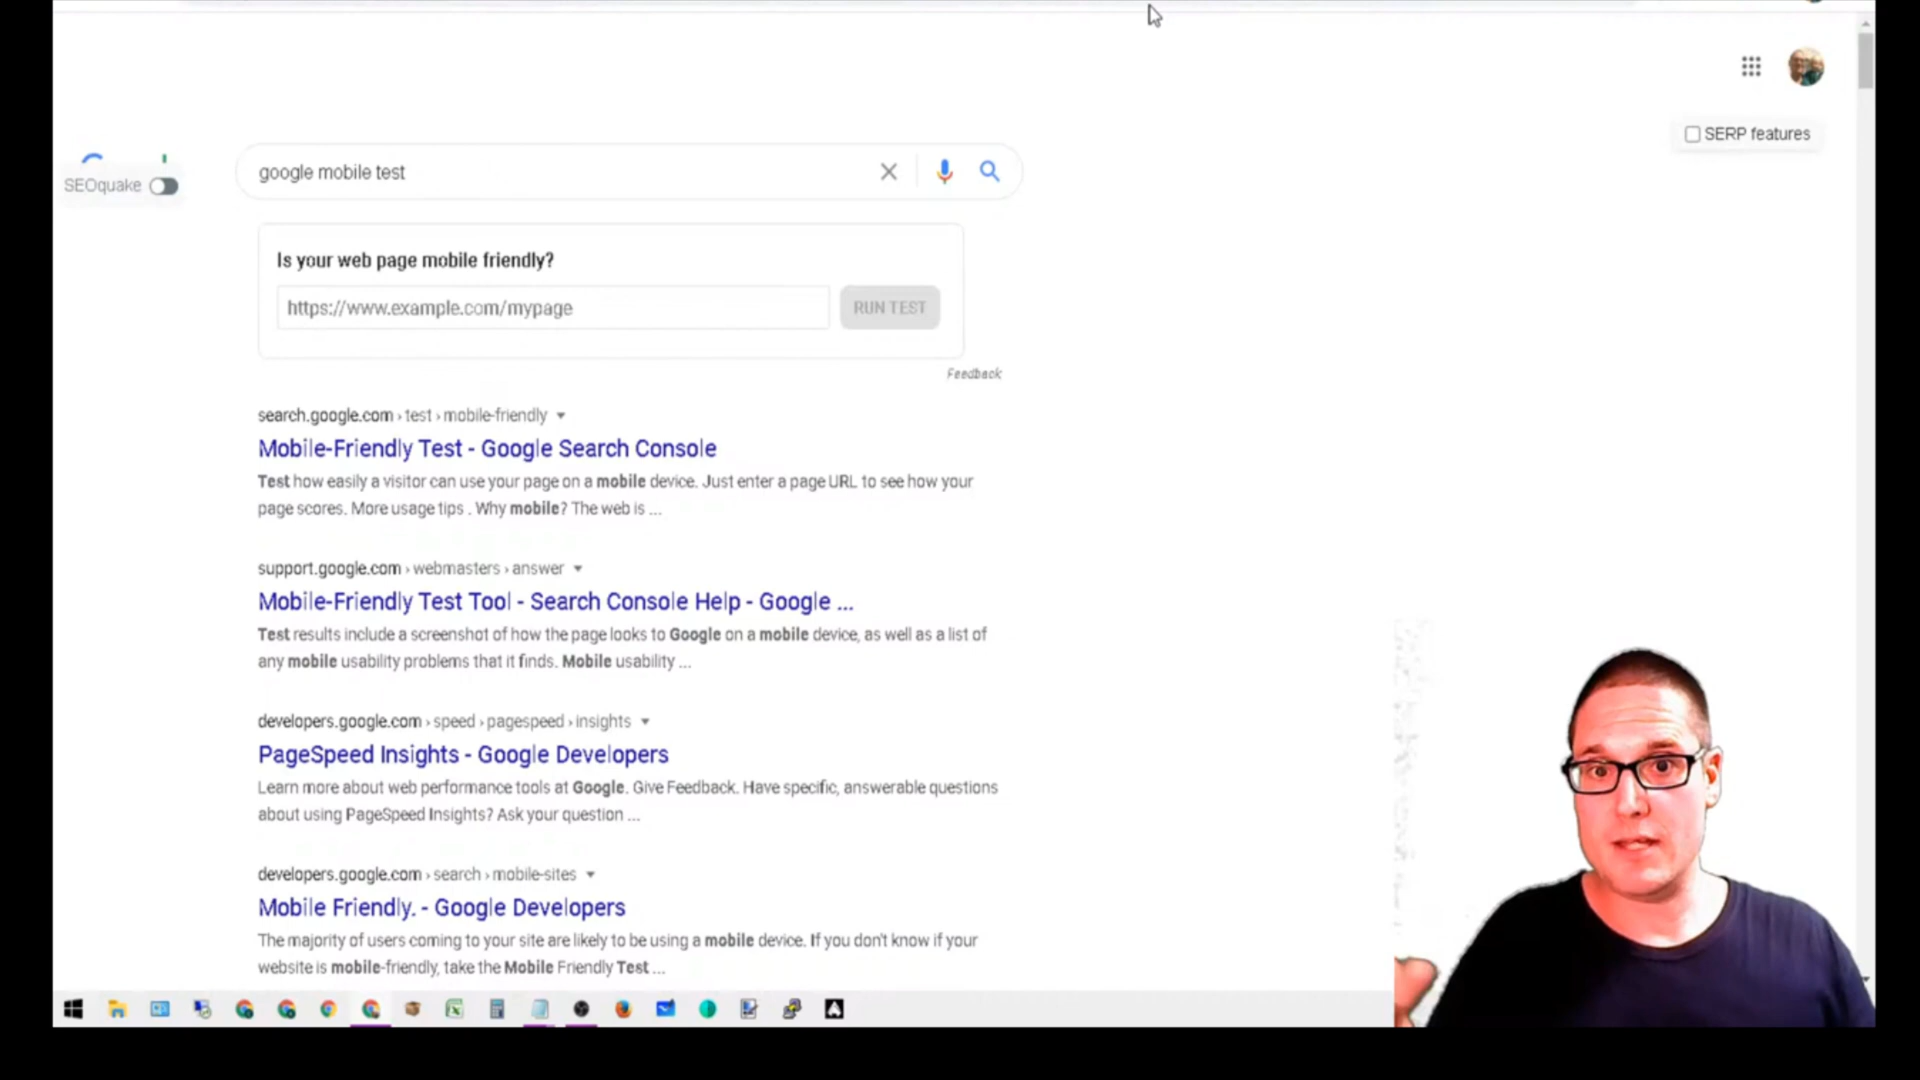 SERP features
SEOquake
google mobile test
Is your web page mobile friendly?
https://www.example.com/mypage
RUN TEST
Feedback
search.google.com › test › mobile-friendly
Mobile-Friendly Test - Google Search Console
Test how easily a visitor can use your page on a mobile device. Just enter a page URL to see how your
page scores. More usage tips . Why mobile? The web is ...
support.google.com › webmasters › answer
Mobile-Friendly Test Tool - Search Console Help - Google ...
Test results include a screenshot of how the page looks to Google on a mobile device, as well as a list of
any mobile usability problems that it finds. Mobile usability ...
developers.google.com › speed › pagespeed › insights
PageSpeed Insights - Google Developers
Learn more about web performance tools at Google. Give Feedback. Have specific, answerable questions
about using PageSpeed Insights? Ask your question ...
developers.google.com › search › mobile-sites
Mobile Friendly. - Google Developers
The majority of users coming to your site are likely to be using a mobile device. If you don't know if your
website is mobile-friendly, take the Mobile Friendly Test ...